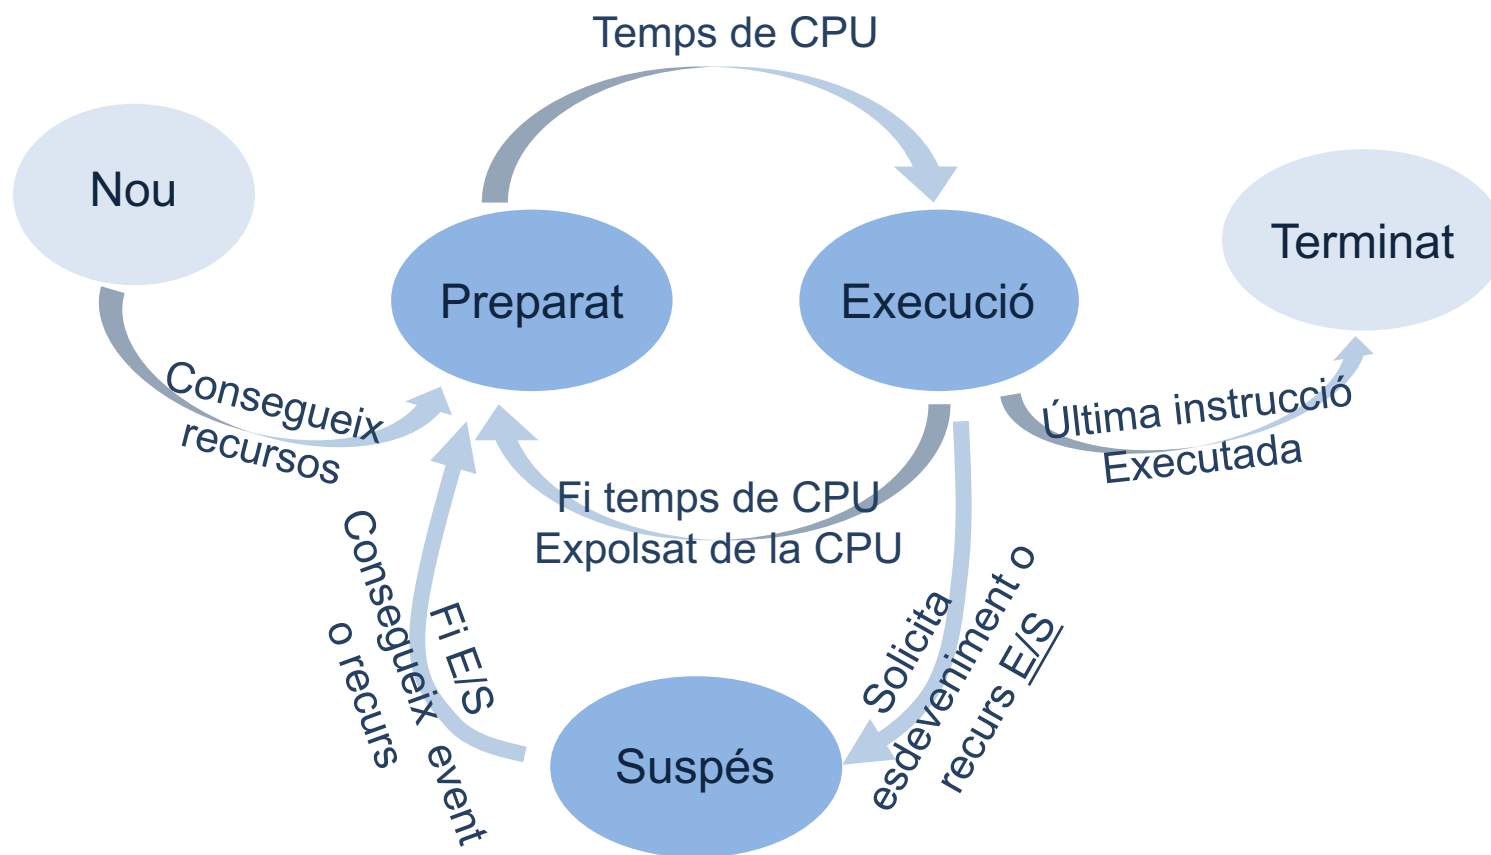 Temps de CPU
Nou
Terminat
Preparat
Execució
Consegueix
recursos
Última instrucció
Executada
Fi temps de CPU
Expolsat de la CPU
Fi E/S
Consegueix event
o recurs
Solicita
esdeveniment o
recurs E/S
Suspés